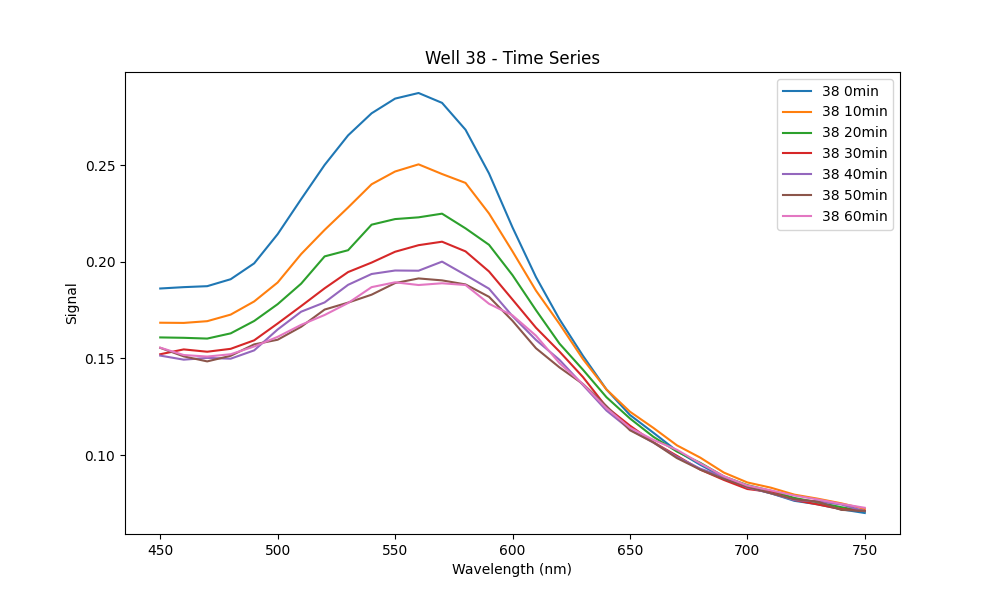 Well 38 - Time Series
38 0min
38 10min
38 20min
38 30min
38 40min
38 50min
38 60min
0.25
0.20
0.15
0.10
Signal
450 500 550 600 650 700 750
Wavelength (nm)